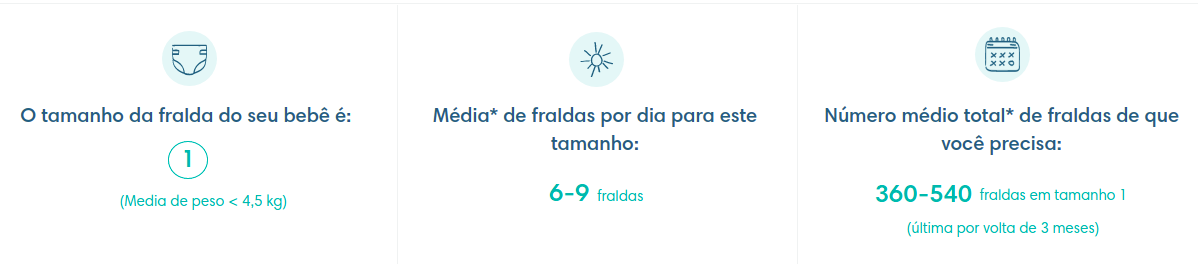 O tamanho da fralda do seu bebê é:
1
(Media de peso < 4,5 kg)
Média* de fraldas por dia para este
tamanho:
6-9 fraldas
Número médio total* de fraldas de que
você precisa:
360-540 fraldas em tamanho 1
(última por volta de 3 meses)